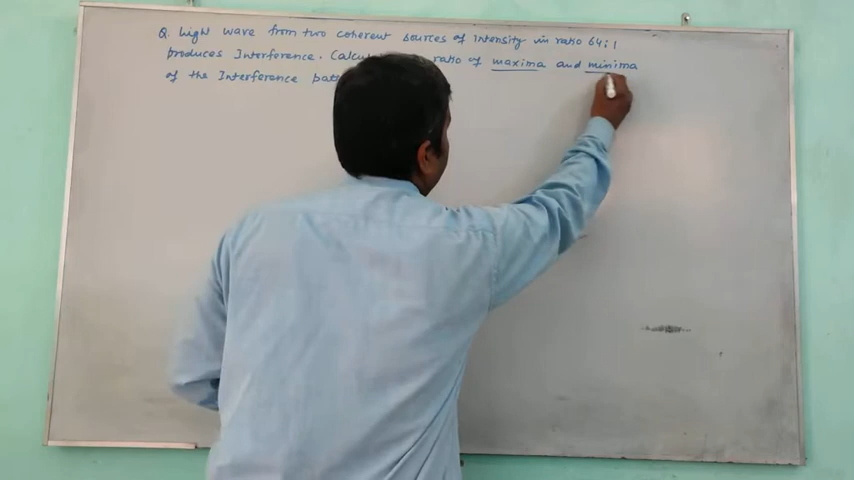 Q. Light wave from two coherent sources of Intensity in ratio 64:1
produces Interference. Calcul ratio of maxima and minima
of the Interference patt